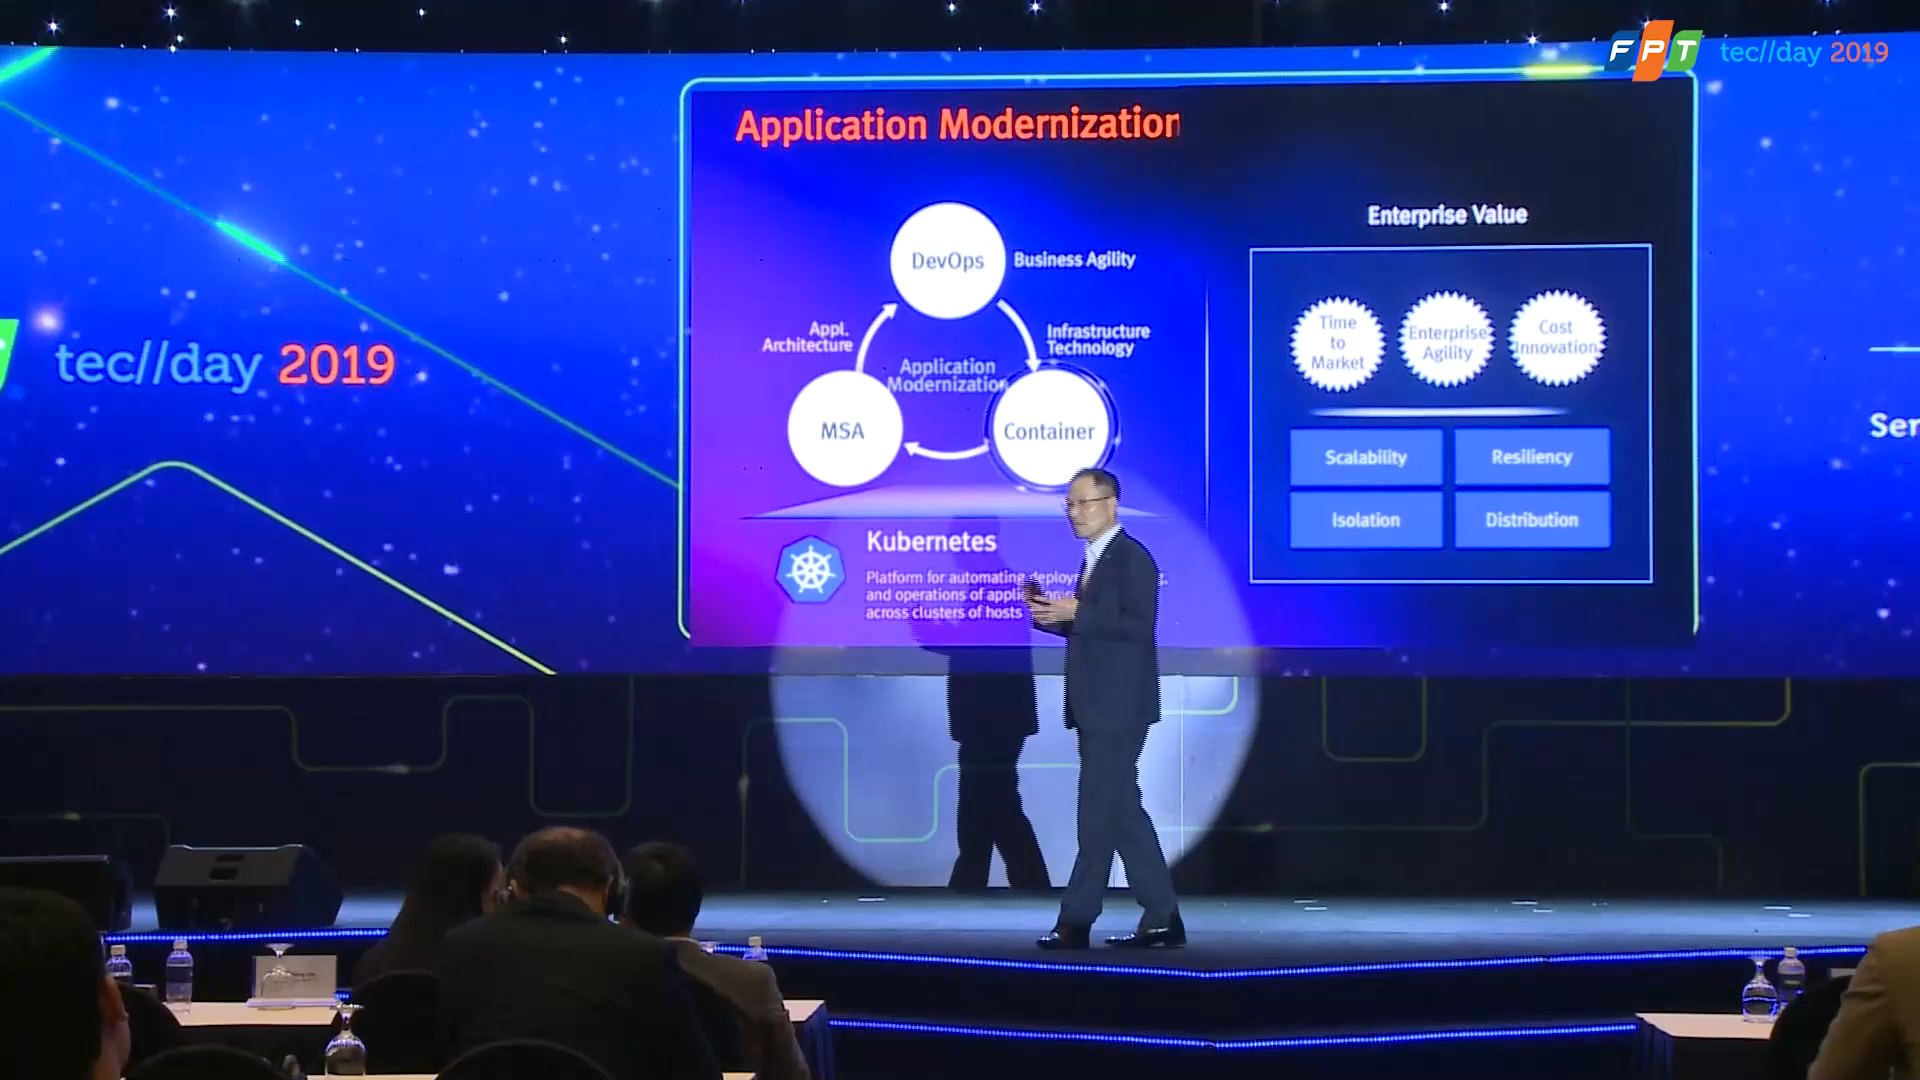 FPT tec//day 2019
Application Modernization
tec//day 2019
DevOps
Business Agility
Appl.
Architecture
Infrastructure
Technology
Application
Modernization
MSA
Container
Kubernetes
Platform for automating
and operations of
across clusters of hosts
Enterprise Value
Time
to
Market
Enterprise
Agility
Cost
Innovation
Scalability
Resiliency
Isolation
Distribution